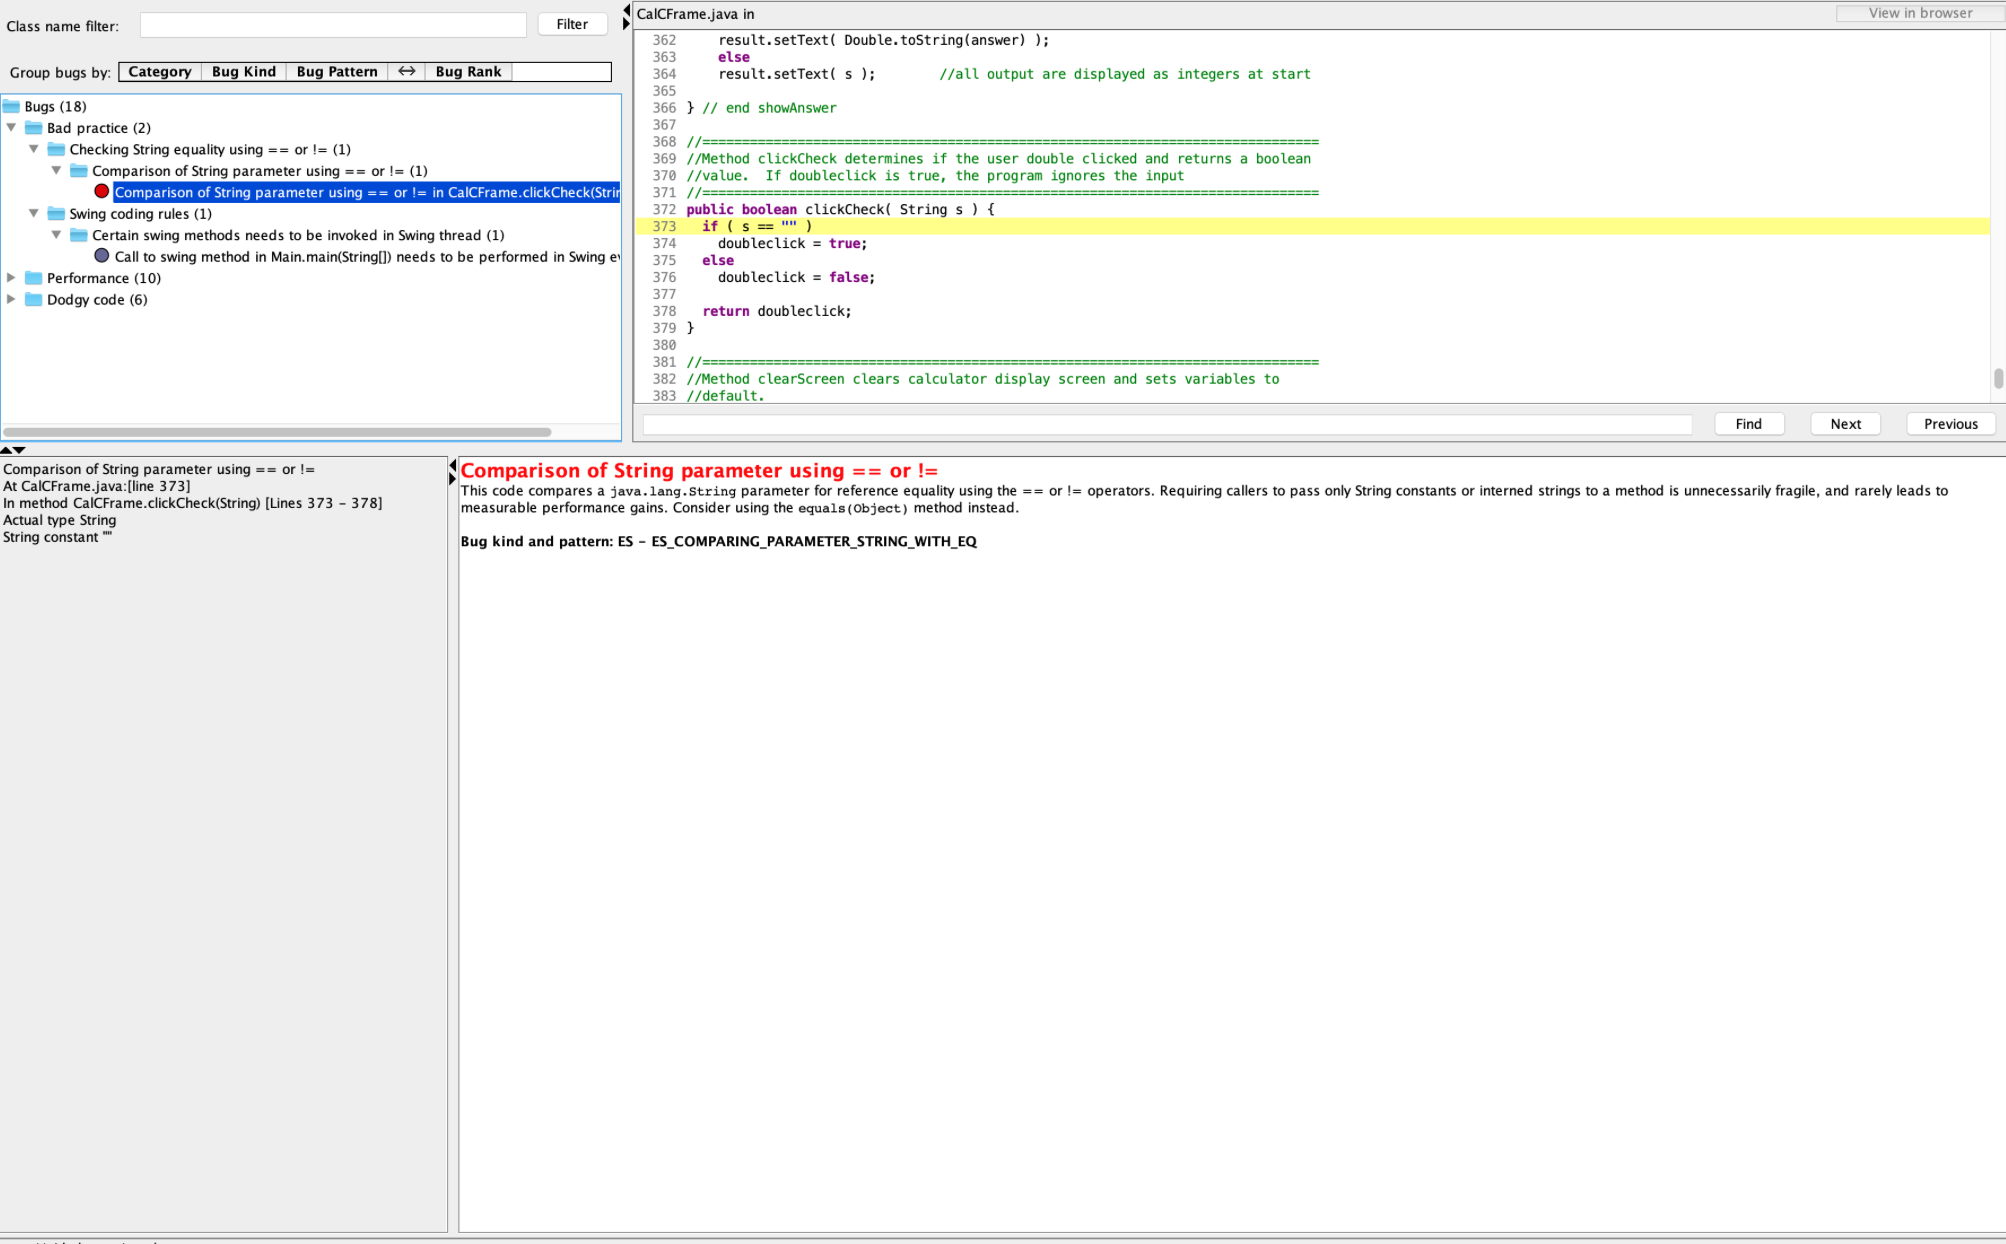 Class name filter:
Filter
Group bugs by: Category Bug Kind Bug Pattern ↔ Bug Rank
Bugs (18)
Bad practice (2)
Checking String equality using == or != (1)
Comparison of String parameter using == or != (1)
Comparison of String parameter using == or != in CalCFrame.clickCheck(Strin
Swing coding rules (1)
Certain swing methods needs to be invoked in Swing thread (1)
Call to swing method in Main.main(String[]) needs to be performed in Swing ev
Performance (10)
Dodgy code (6)
CalCFrame.java in
View in browser
362 result.setText( Double.toString(answer) );
363 else
364 result.setText( s ); //all output are displayed as integers at start
365
366 } // end showAnswer
367
368 //==============================================================================
369 //Method clickCheck determines if the user double clicked and returns a boolean
370 //value.  If doubleclick is true, the program ignores the input
371 //==============================================================================
372 public boolean clickCheck( String s ) {
373 if ( s == "" )
374 doubleclick = true;
375 else
376 doubleclick = false;
377
378 return doubleclick;
379 }
380
381 //==============================================================================
382 //Method clearScreen clears calculator display screen and sets variables to
383 //default.
Find
Next
Previous
Comparison of String parameter using == or !=
At CalCFrame.java:[line 373]
In method CalCFrame.clickCheck(String) [Lines 373 - 378]
Actual type String
String constant ""
Comparison of String parameter using == or !=
This code compares a java.lang.String parameter for reference equality using the == or != operators. Requiring callers to pass only String constants or interned strings to a method is unnecessarily fragile, and rarely leads to
measurable performance gains. Consider using the equals(Object) method instead.
Bug kind and pattern: ES - ES_COMPARING_PARAMETER_STRING_WITH_EQ